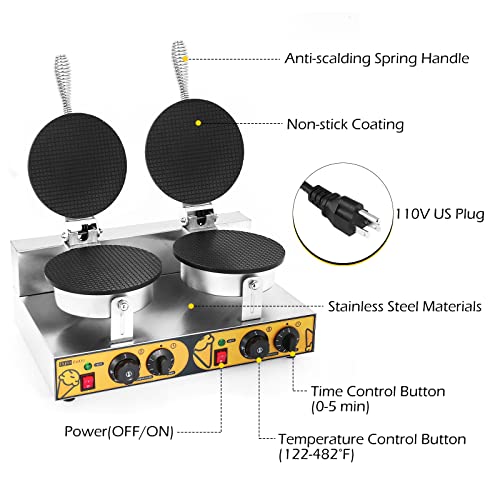 Anti-scalding Spring Handle
Non-stick Coating
110V US Plug
Stainless Steel Materials
Time Control Button
(0-5 min)
Power(OFF/ON)
Temperature Control Button
(122-482°F)